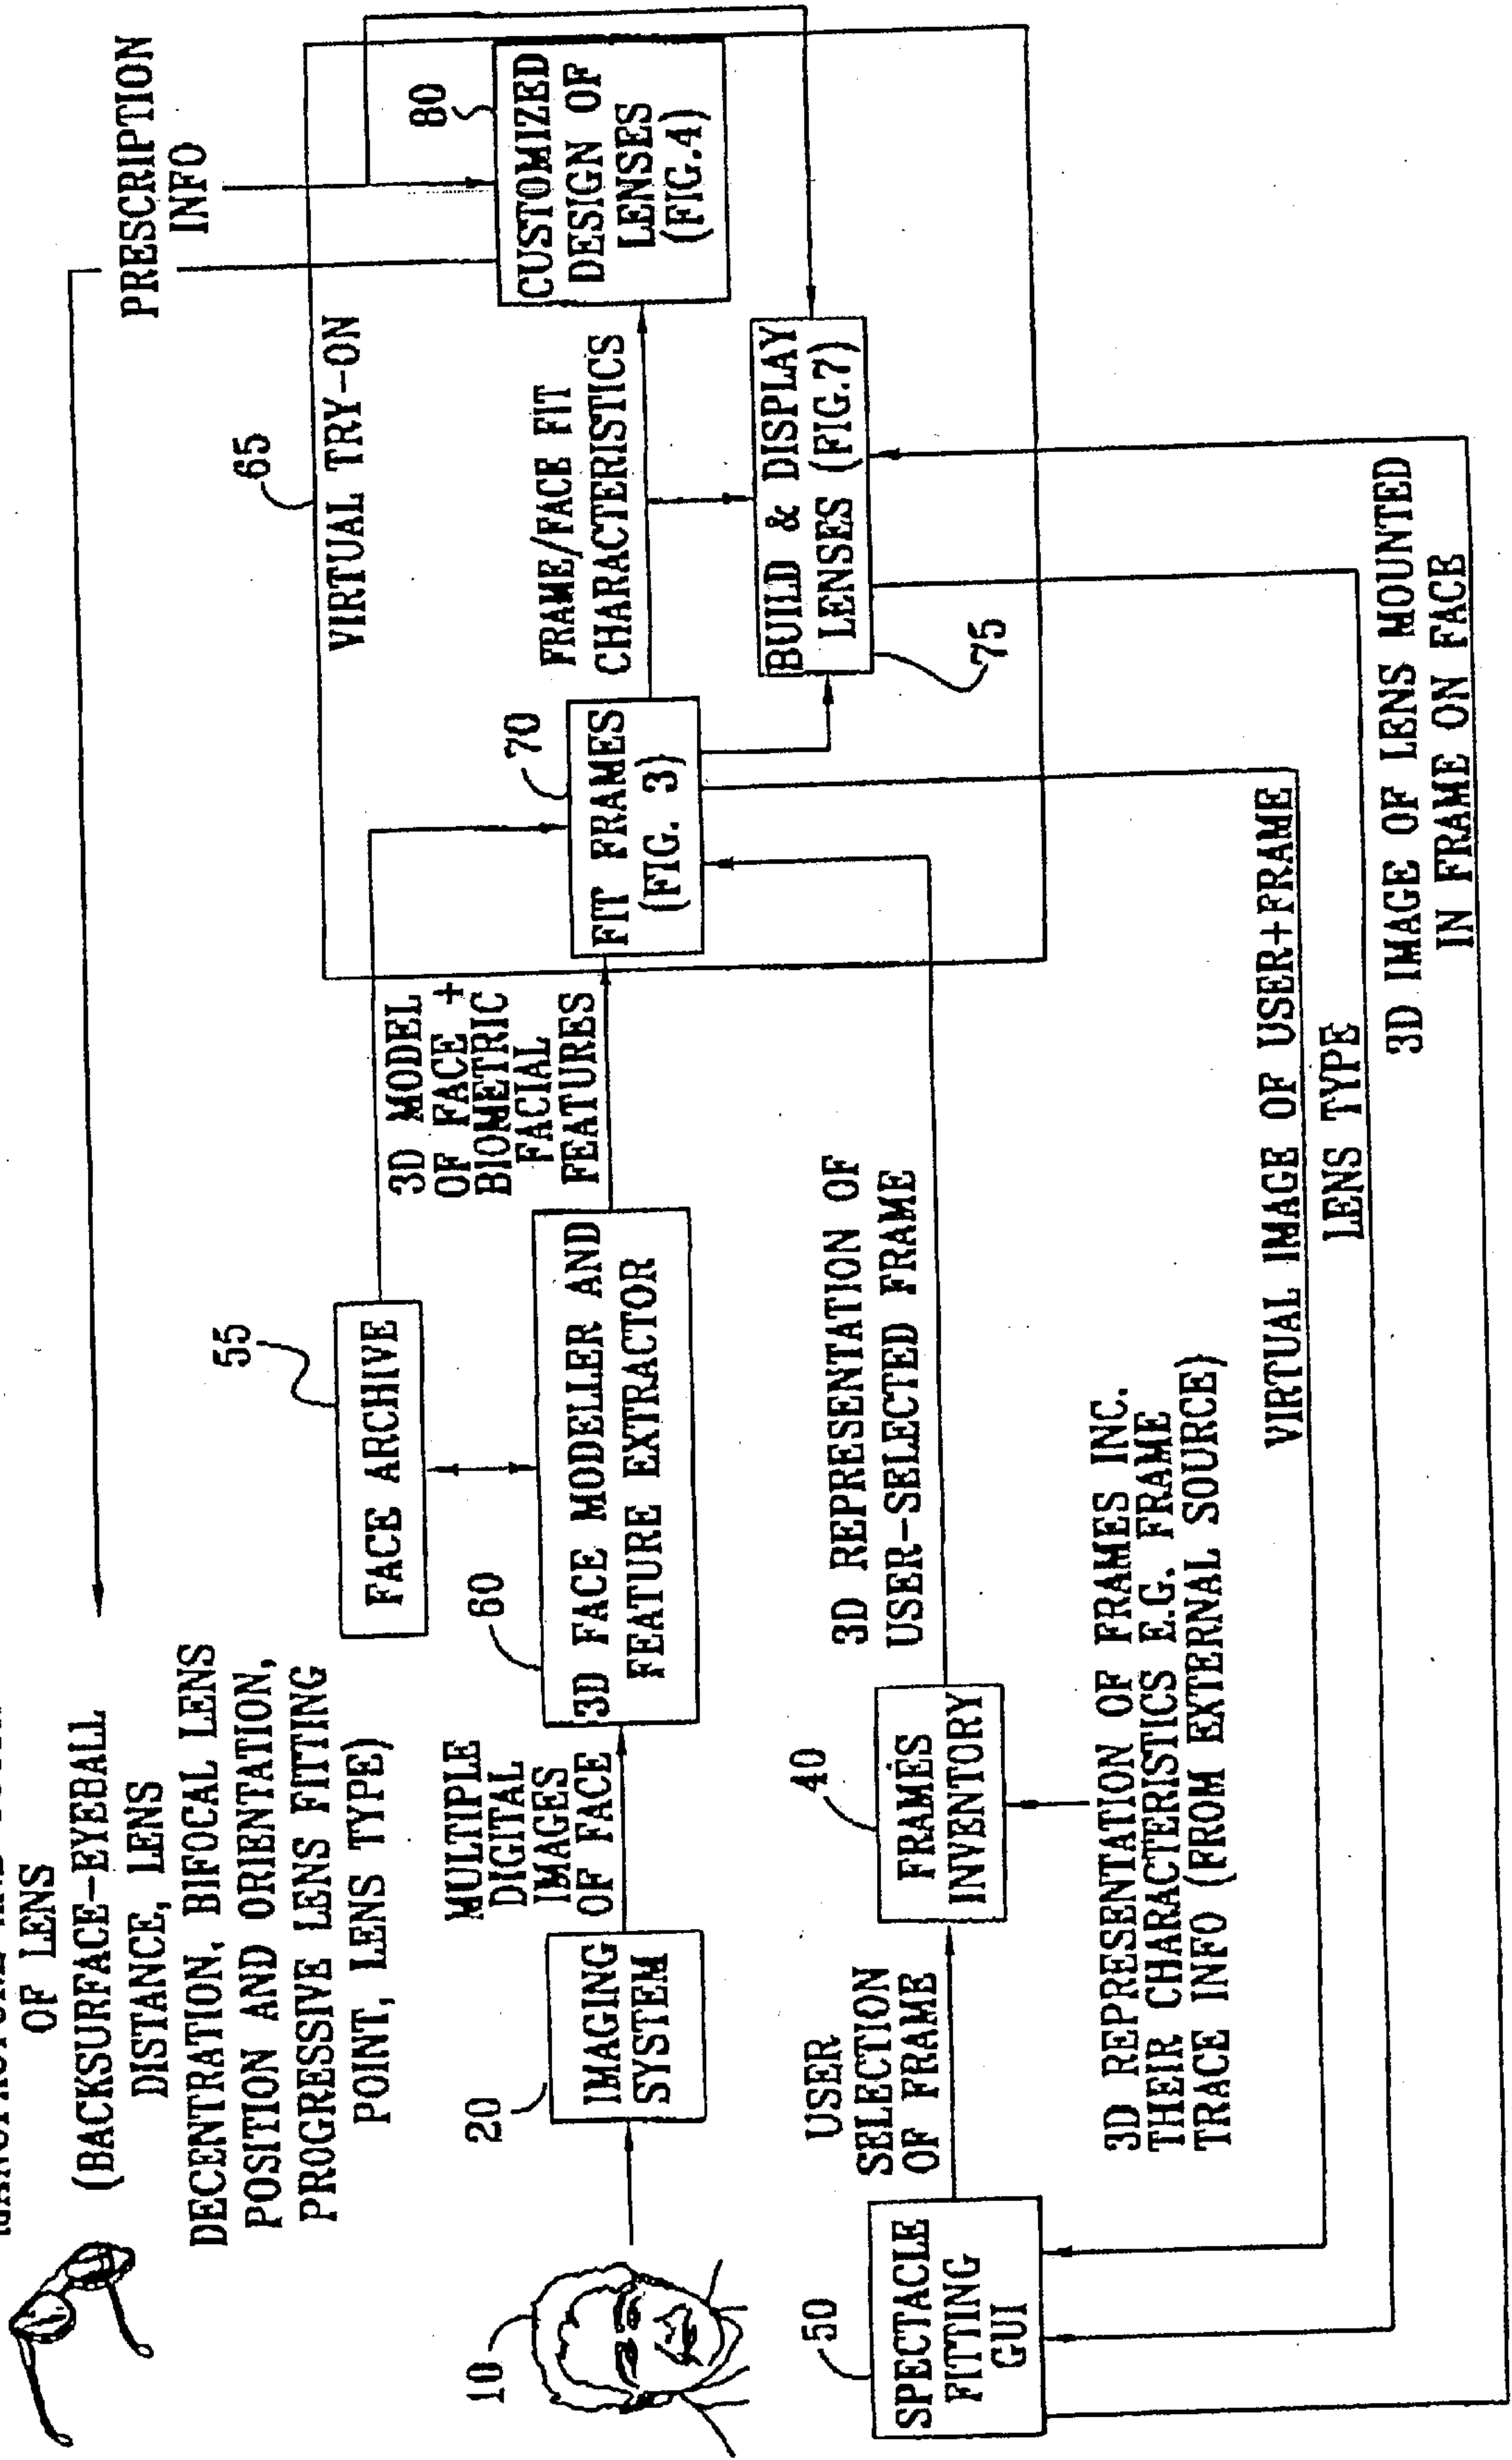 OF LENS
(BACKSURFACE-EYEBALL
DISTANCE, LENS
DECENTRATION, BIFOCAL LENS
POSITION AND ORIENTATION,
PROGRESSIVE LENS FITTING
POINT, LENS TYPE)
PRESCRIPTION
INFO
65
VIRTUAL TRY-ON
80
CUSTOMIZED
DESIGN OF
LENSES
(FIG.4)
55
FACE ARCHIVE
10
20
IMAGING
SYSTEM
MULTIPLE
DIGITAL
IMAGES
OF FACE
60
3D FACE MODELLER AND
FEATURE EXTRACTOR
3D MODEL
OF FACE +
BIOMETRIC
FACIAL
FEATURES
70
FIT FRAMES
(FIG. 3)
FRAME/FACE FIT
CHARACTERISTICS
BUILD & DISPLAY
LENSES (FIG.7)
75
50
SPECTACLE
FITTING
GUI
USER
SELECTION
OF FRAME
40
FRAMES
INVENTORY
3D REPRESENTATION OF
USER-SELECTED FRAME
3D REPRESENTATION OF FRAMES INC.
THEIR CHARACTERISTICS E.G. FRAME
TRACE INFO (FROM EXTERNAL SOURCE)
VIRTUAL IMAGE OF USER+FRAME
LENS TYPE
3D IMAGE OF LENS MOUNTED
IN FRAME ON FACE